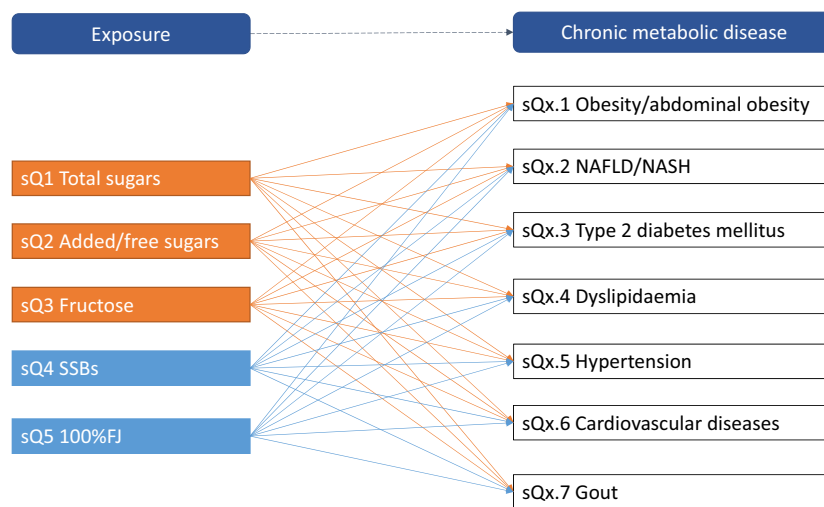 Exposure
Chronic metabolic disease
sQ1 Total sugars
sQ2 Added/free sugars
sQ3 Fructose
sQ4 SSBs
sQ5 100%FJ
sQx.1 Obesity/abdominal obesity
sQx.2 NAFLD/NASH
sQx.3 Type 2 diabetes mellitus
sQx.4 Dyslipidaemia
sQx.5 Hypertension
sQx.6 Cardiovascular diseases
sQx.7 Gout